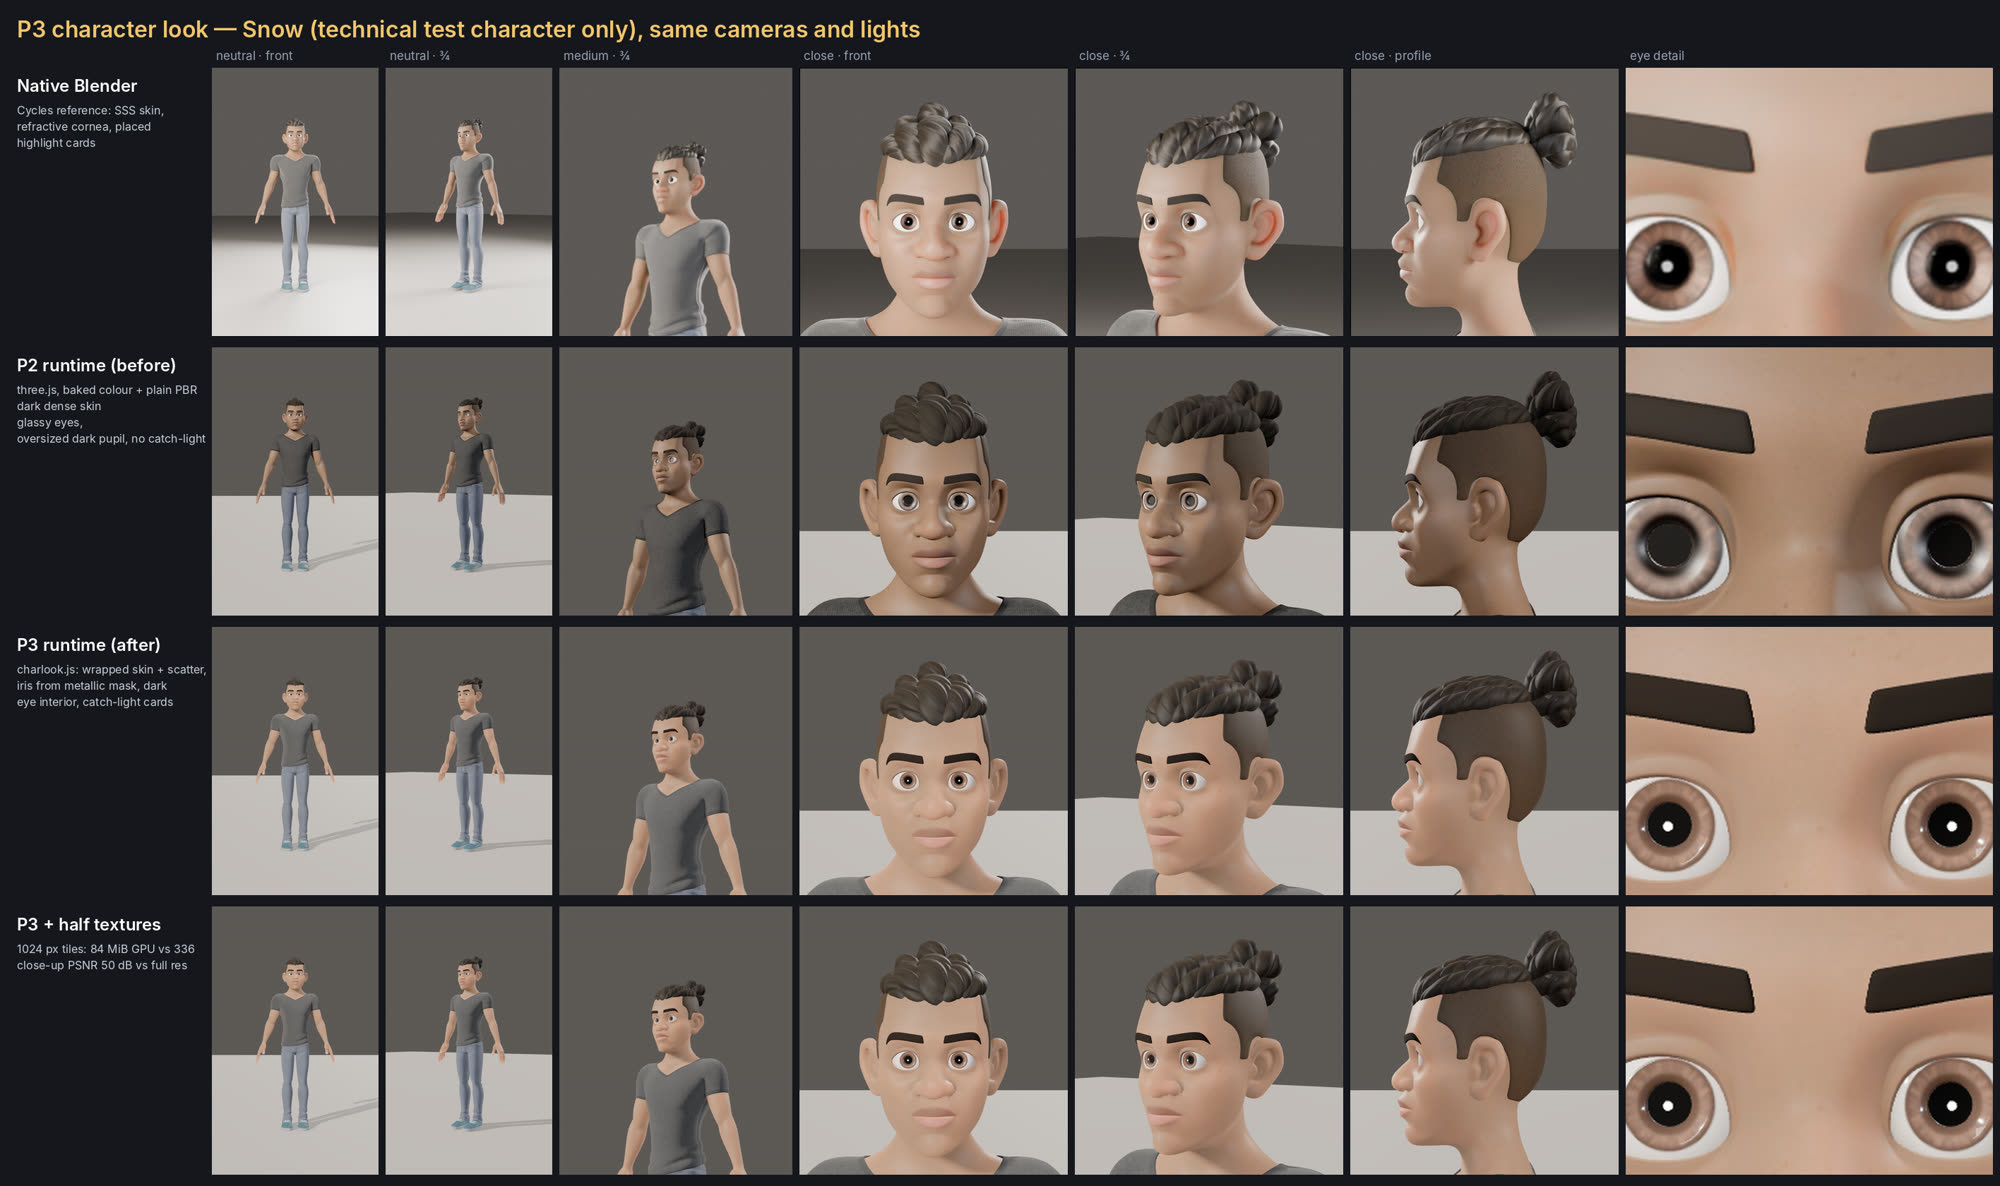 P3 character look — Snow (technical test character only), same cameras and lights
neutral · front
neutral · ¾
medium · ¾
close · front
close · ¾
close · profile
eye detail
Native Blender
Cycles reference: SSS skin,
refractive cornea, placed
highlight cards
P2 runtime (before)
three.js, baked colour + plain PBR
dark dense skin
glassy eyes,
oversized dark pupil, no catch-light
P3 runtime (after)
charlook.js: wrapped skin + scatter,
iris from metallic mask, dark
eye interior, catch-light cards
P3 + half textures
1024 px tiles: 84 MiB GPU vs 336
close-up PSNR 50 dB vs full res